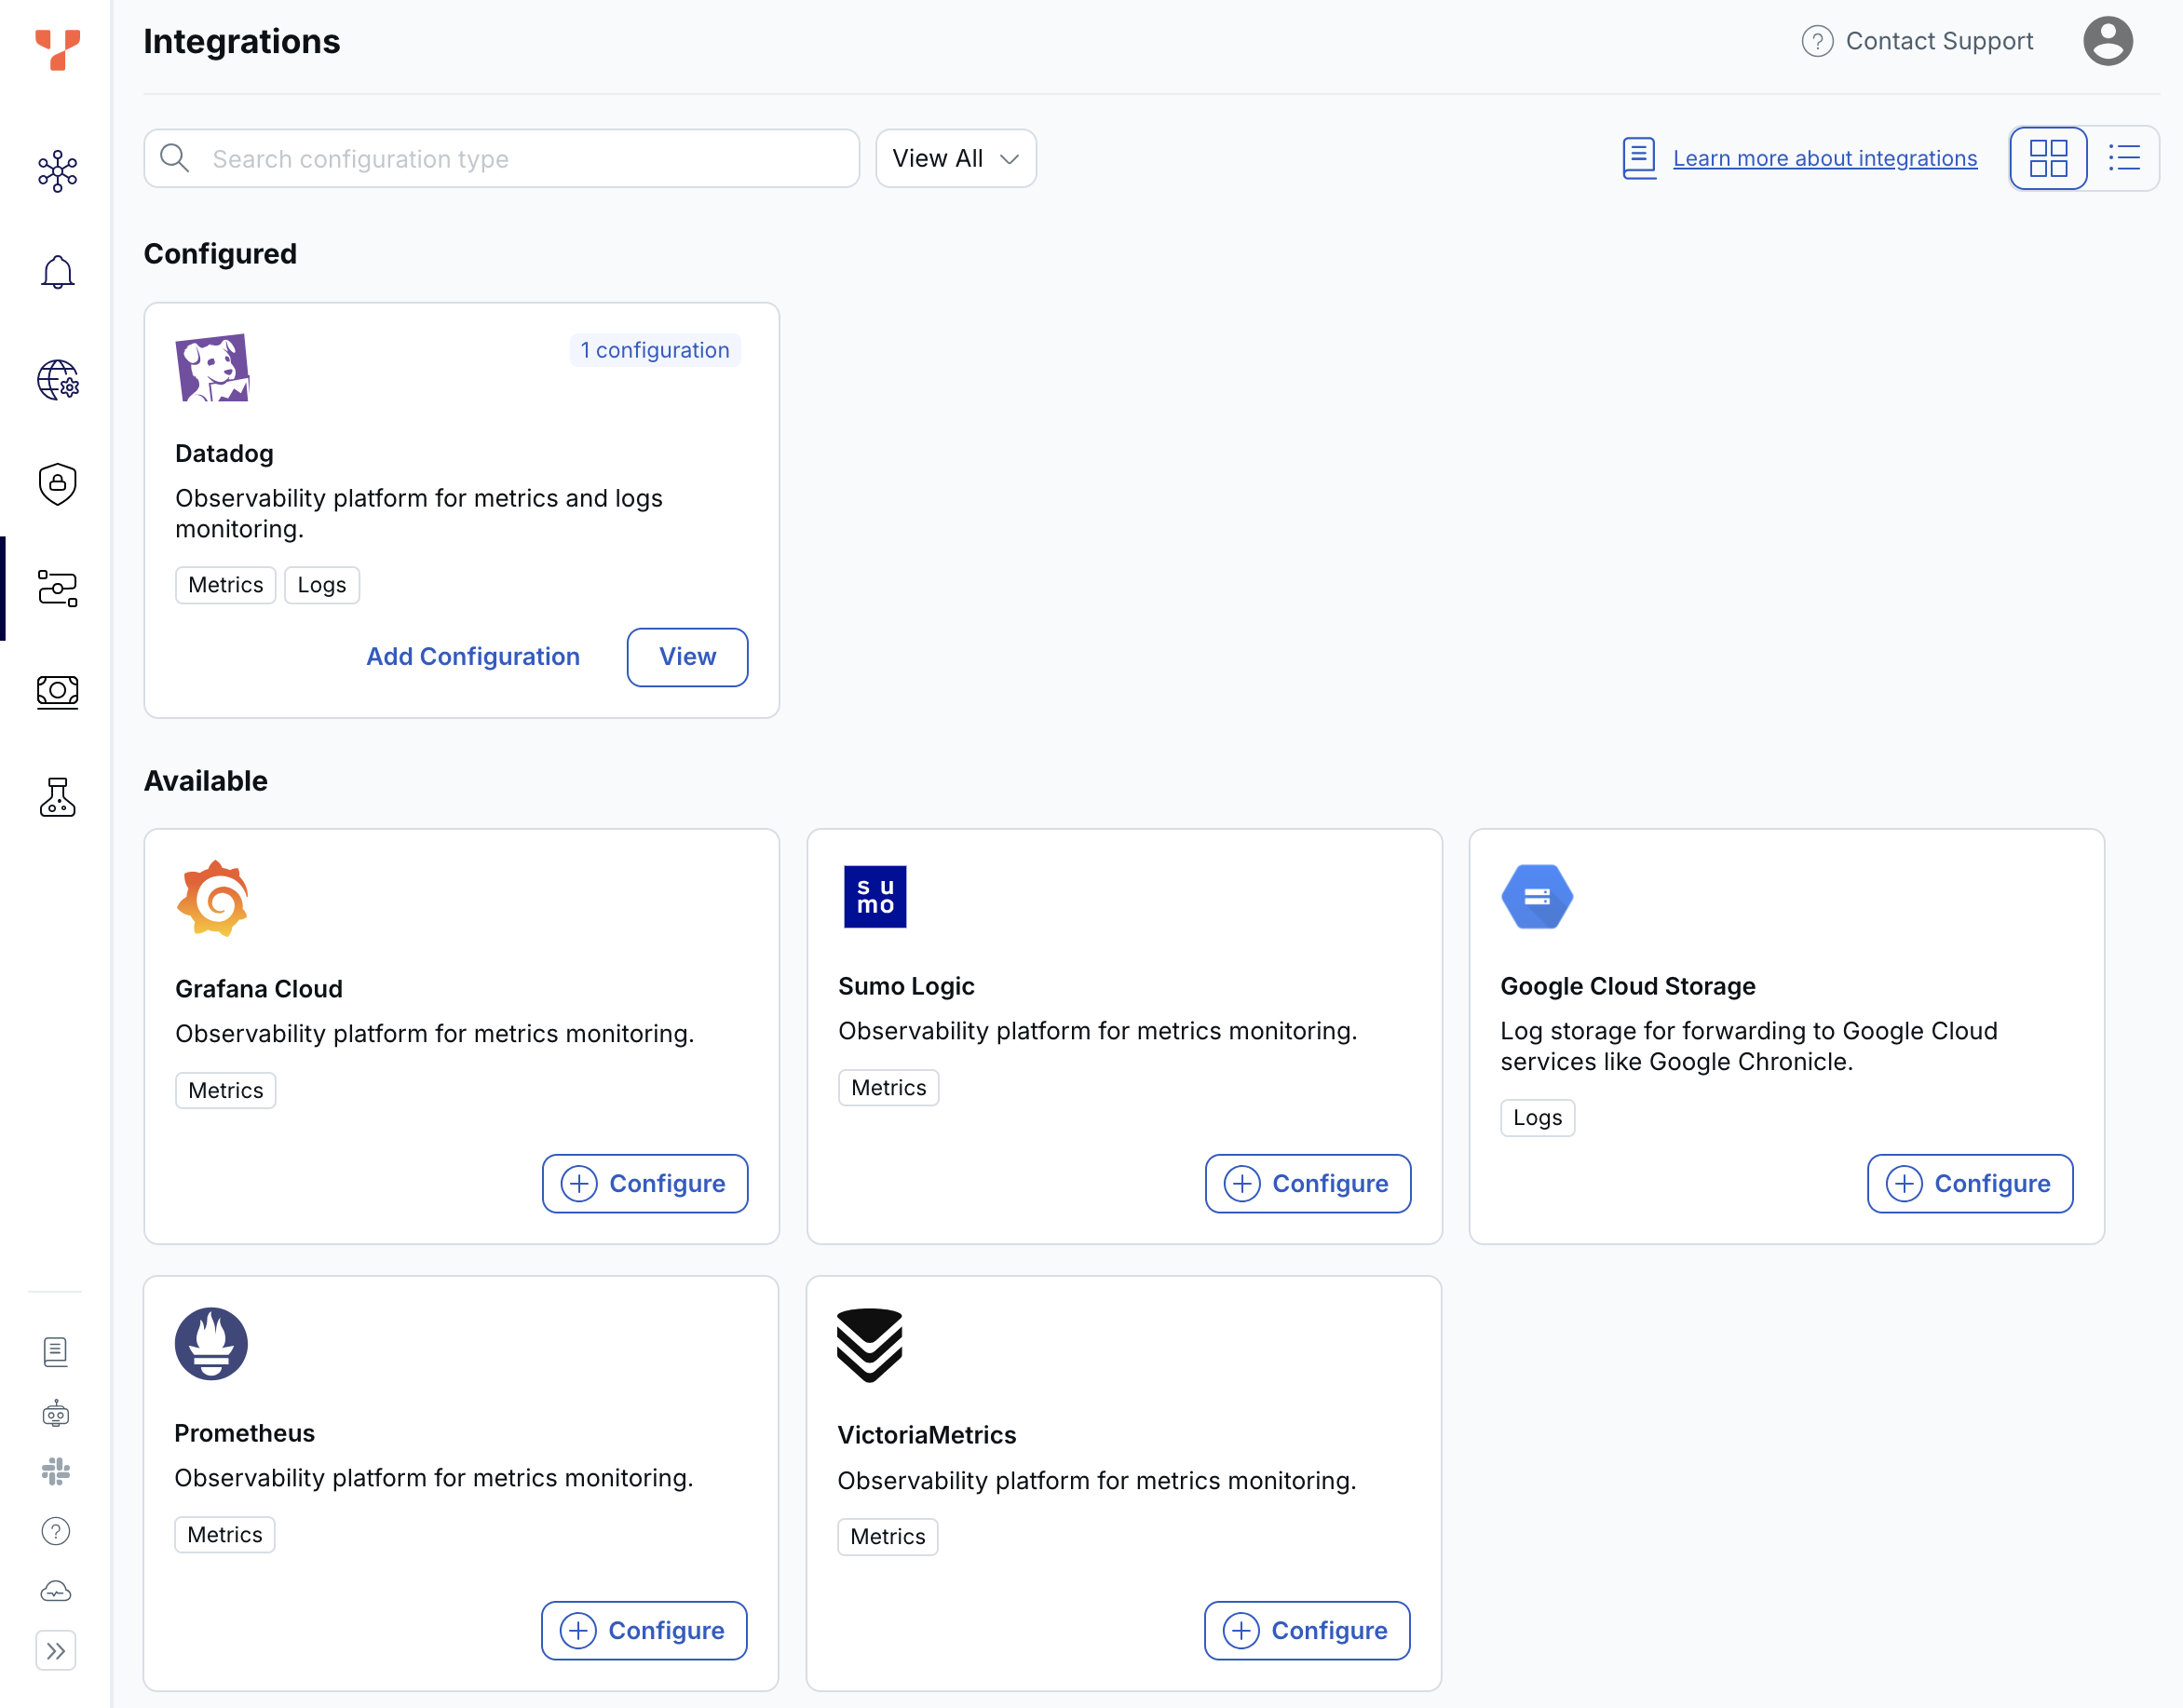 Integrations
Contact Support
Search configuration type
View All
Learn more about integrations
Configured
1 configuration
Datadog
Observability platform for metrics and logs
monitoring.
Metrics
Logs
Add Configuration
View
Available
Grafana Cloud
Observability platform for metrics monitoring.
Metrics
Configure
su
mo
Sumo Logic
Observability platform for metrics monitoring.
Metrics
Configure
Google Cloud Storage
Log storage for forwarding to Google Cloud
services like Google Chronicle.
Logs
Configure
Prometheus
Observability platform for metrics monitoring.
Metrics
Configure
VictoriaMetrics
Observability platform for metrics monitoring.
Metrics
Configure